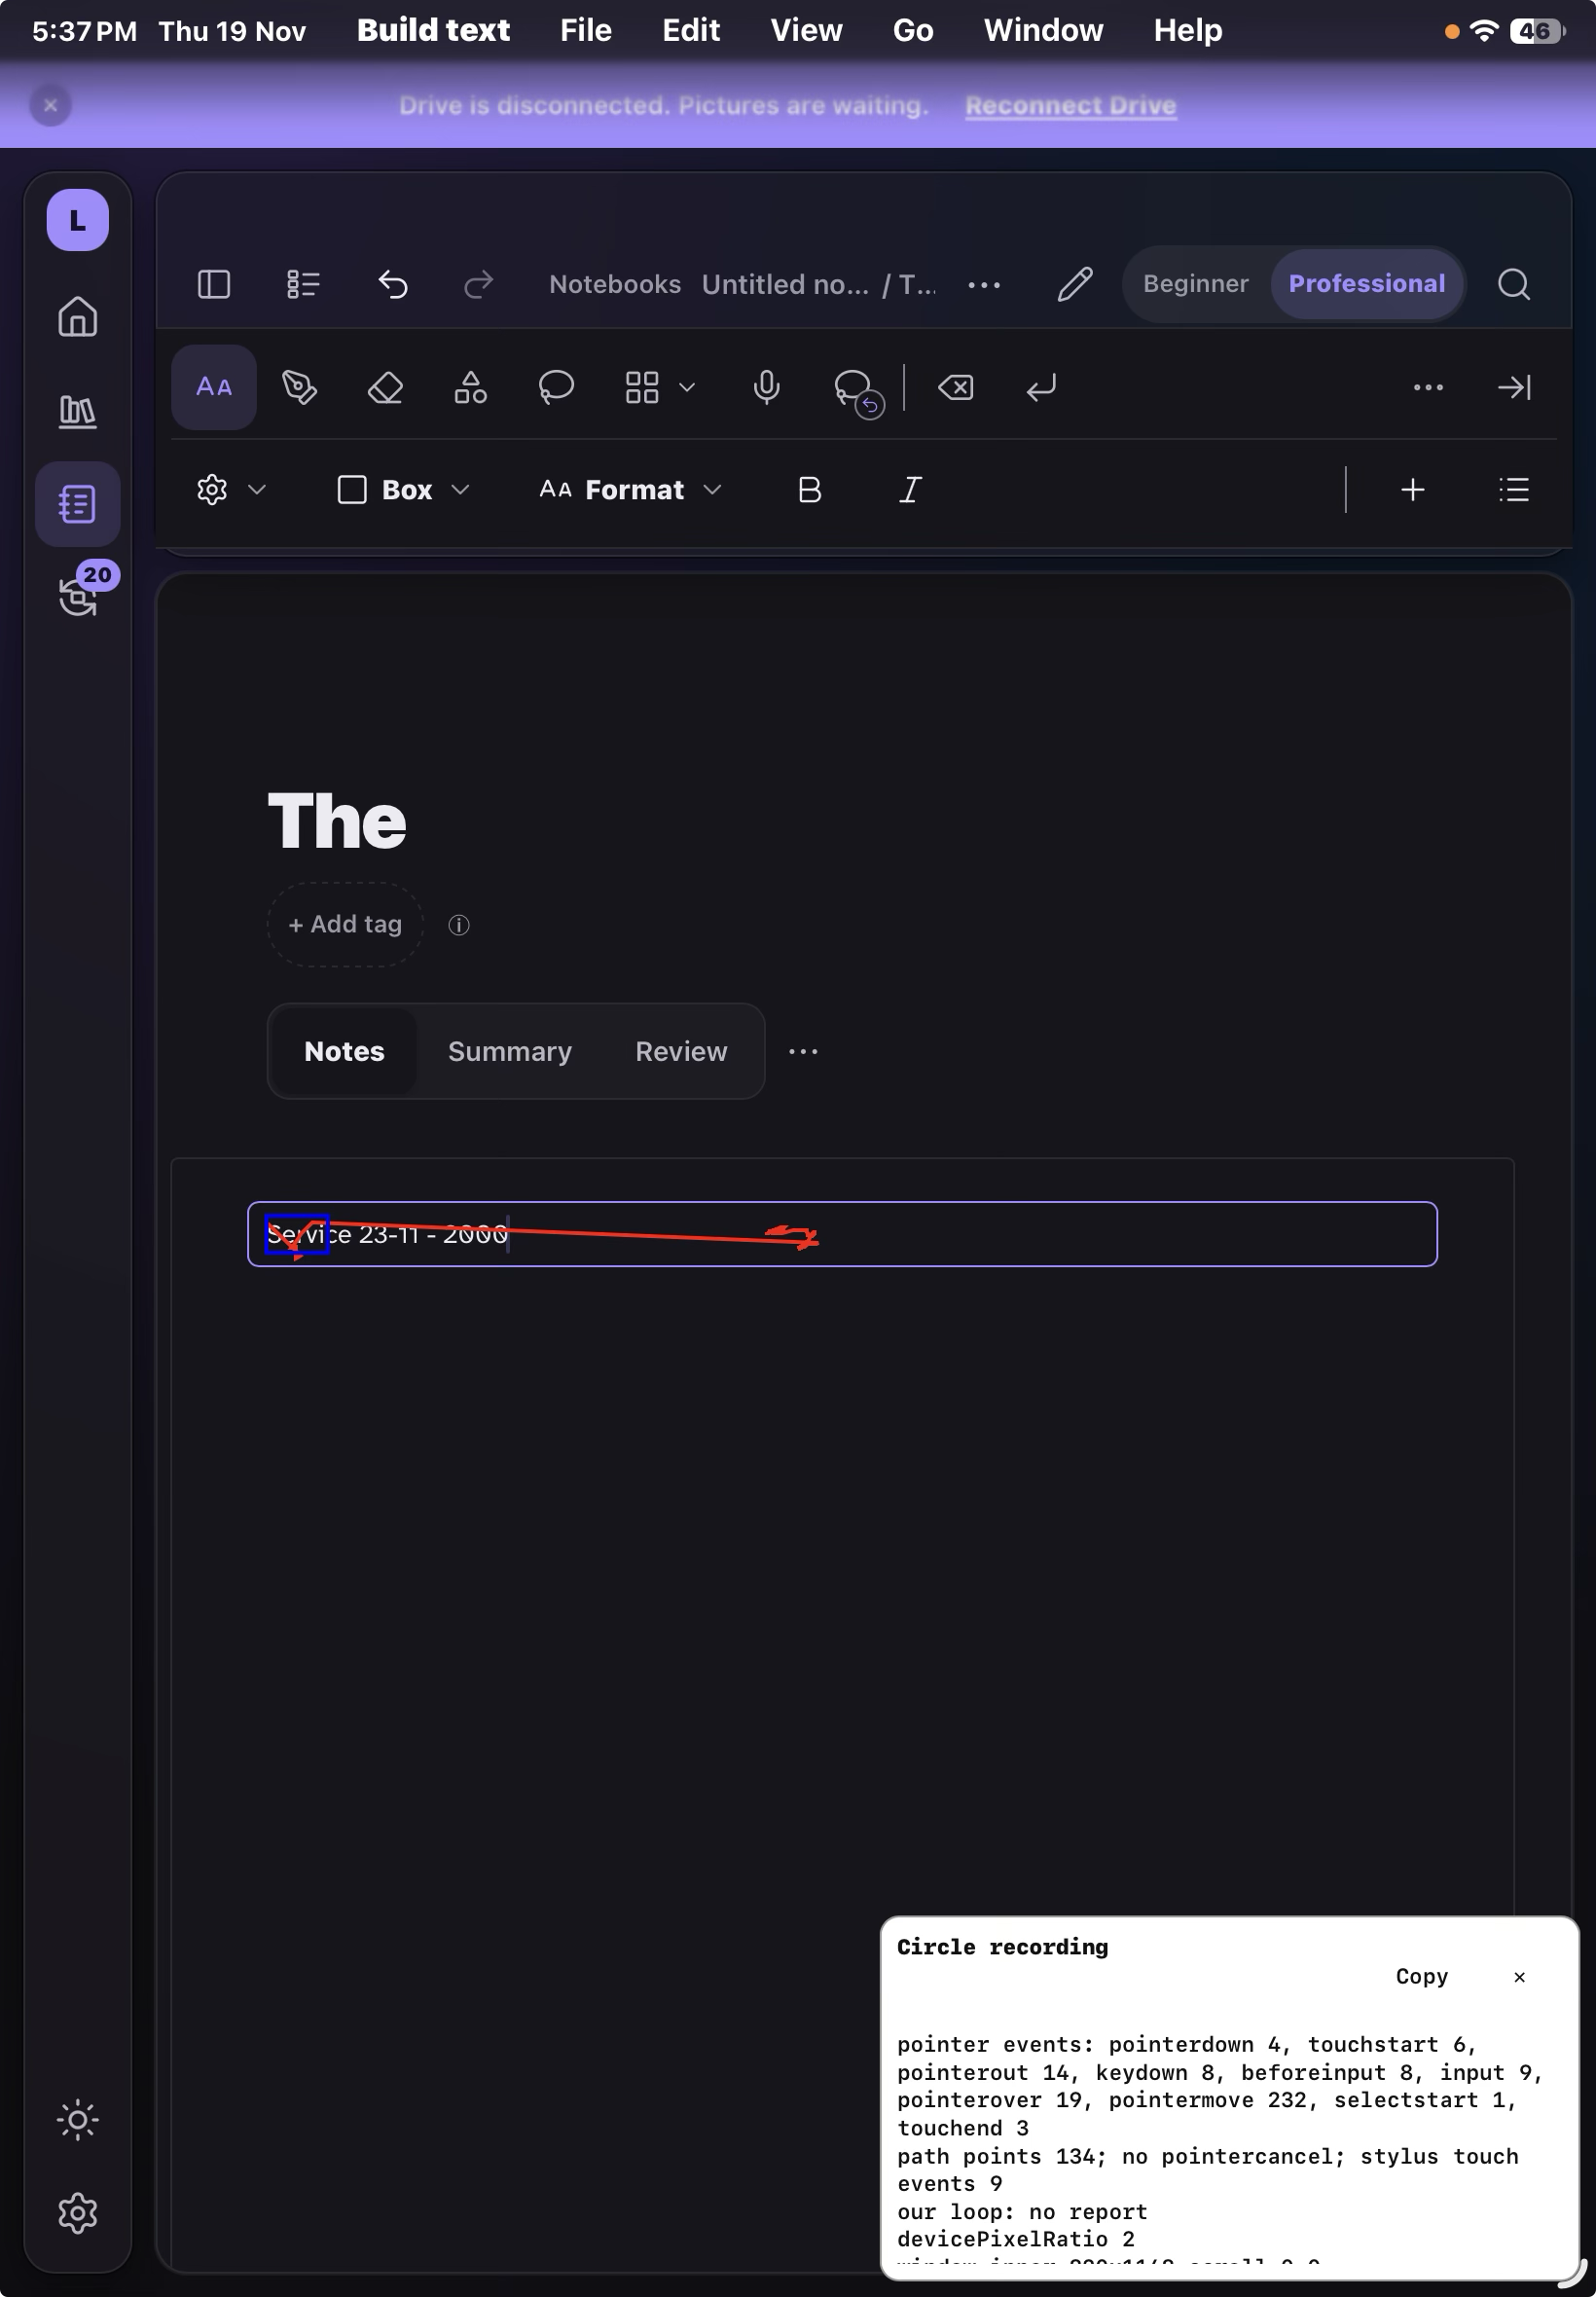 5:37 PM Thu 19 Nov Build text File Edit View Go Window Help 46
Drive is disconnected. Pictures are waiting. Reconnect Drive
L
Notebooks Untitled no... / T... Beginner Professional
AA
Box AA Format B I
20
The
+ Add tag
Notes Summary Review
Service 23-11 - 2000
Circle recording
Copy ×
pointer events: pointerdown 4, touchstart 6,
pointerout 14, keydown 8, beforeinput 8, input 9,
pointerover 19, pointermove 232, selectstart 1,
touchend 3
path points 134; no pointercancel; stylus touch
events 9
our loop: no report
devicePixelRatio 2